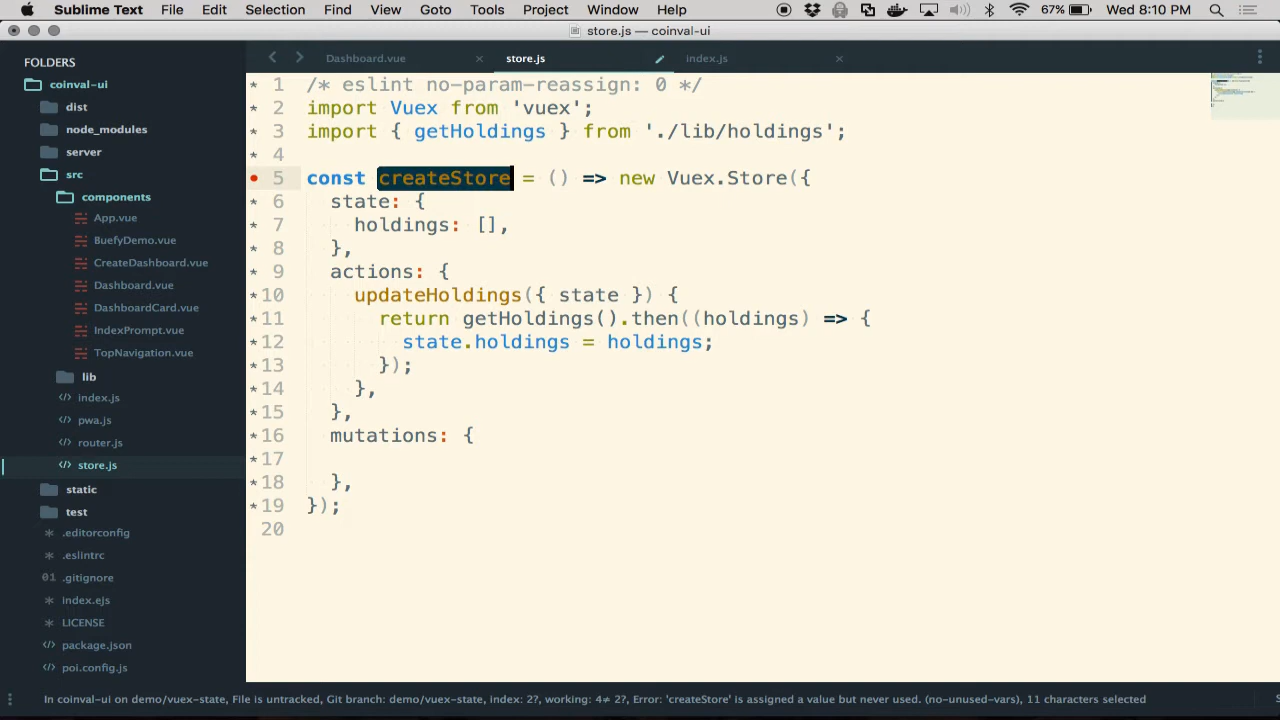 Sublime Text File Edit Selection Find View Goto Tools Project Window Help 67% Wed 8:10 PM
store.js — coinval-ui
FOLDERS
coinval-ui
dist
node_modules
server
src
components
App.vue
BuefyDemo.vue
CreateDashboard.vue
Dashboard.vue
DashboardCard.vue
IndexPrompt.vue
TopNavigation.vue
lib
index.js
pwa.js
router.js
store.js
static
test
.editorconfig
.eslintrc
.gitignore
index.ejs
LICENSE
package.json
poi.config.js
Dashboard.vue store.js index.js
1 /* eslint no-param-reassign: 0 */
2 import Vuex from 'vuex';
3 import { getHoldings } from './lib/holdings';
4
5 const createStore = () => new Vuex.Store({
6 state: {
7 holdings: [],
8 },
9 actions: {
10 updateHoldings({ state }) {
11 return getHoldings().then((holdings) => {
12 state.holdings = holdings;
13 });
14 },
15 },
16 mutations: {
17
18 },
19 });
20
In coinval-ui on demo/vuex-state, File is untracked, Git branch: demo/vuex-state, index: 2?, working: 4≠ 2?, Error: 'createStore' is assigned a value but never used. (no-unused-vars), 11 characters selected